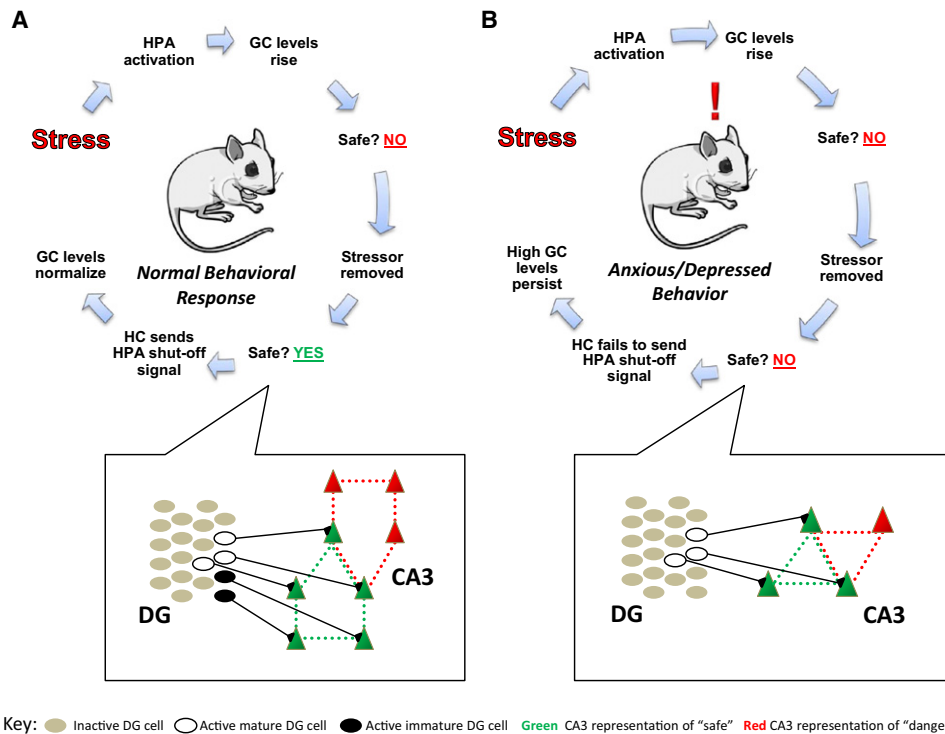 A
HPA
activation
GC levels
rise
Stress
Safe? NO
GC levels
normalize
Normal Behavioral
Response
Stressor
removed
HC sends
HPA shut-off
signal
Safe? YES
DG
CA3
B
HPA
activation
GC levels
rise
!
Stress
Safe? NO
High GC
levels
persist
Anxious/Depressed
Behavior
Stressor
removed
HC fails to send
HPA shut-off
signal
Safe? NO
DG
CA3
Key: Inactive DG cell Active mature DG cell Active immature DG cell Green CA3 representation of “safe” Red CA3 representation of “dange